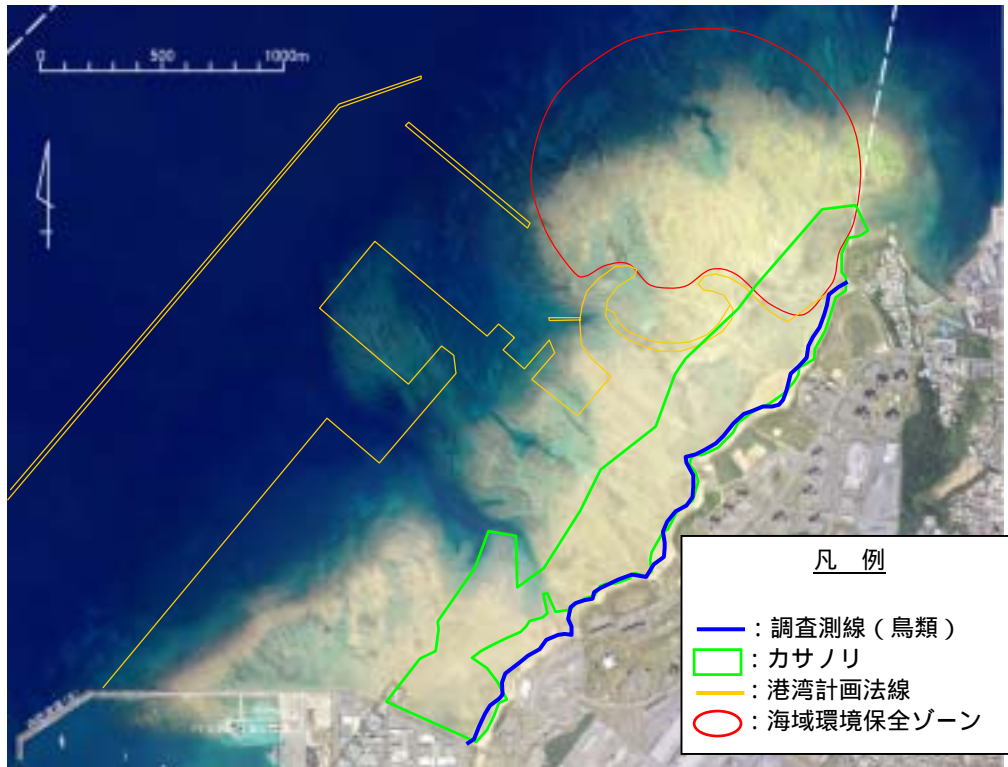 0 500 1000m
凡 例
：調査測線（鳥類）
：カサノリ
：港湾計画法線
：海域環境保全ゾーン